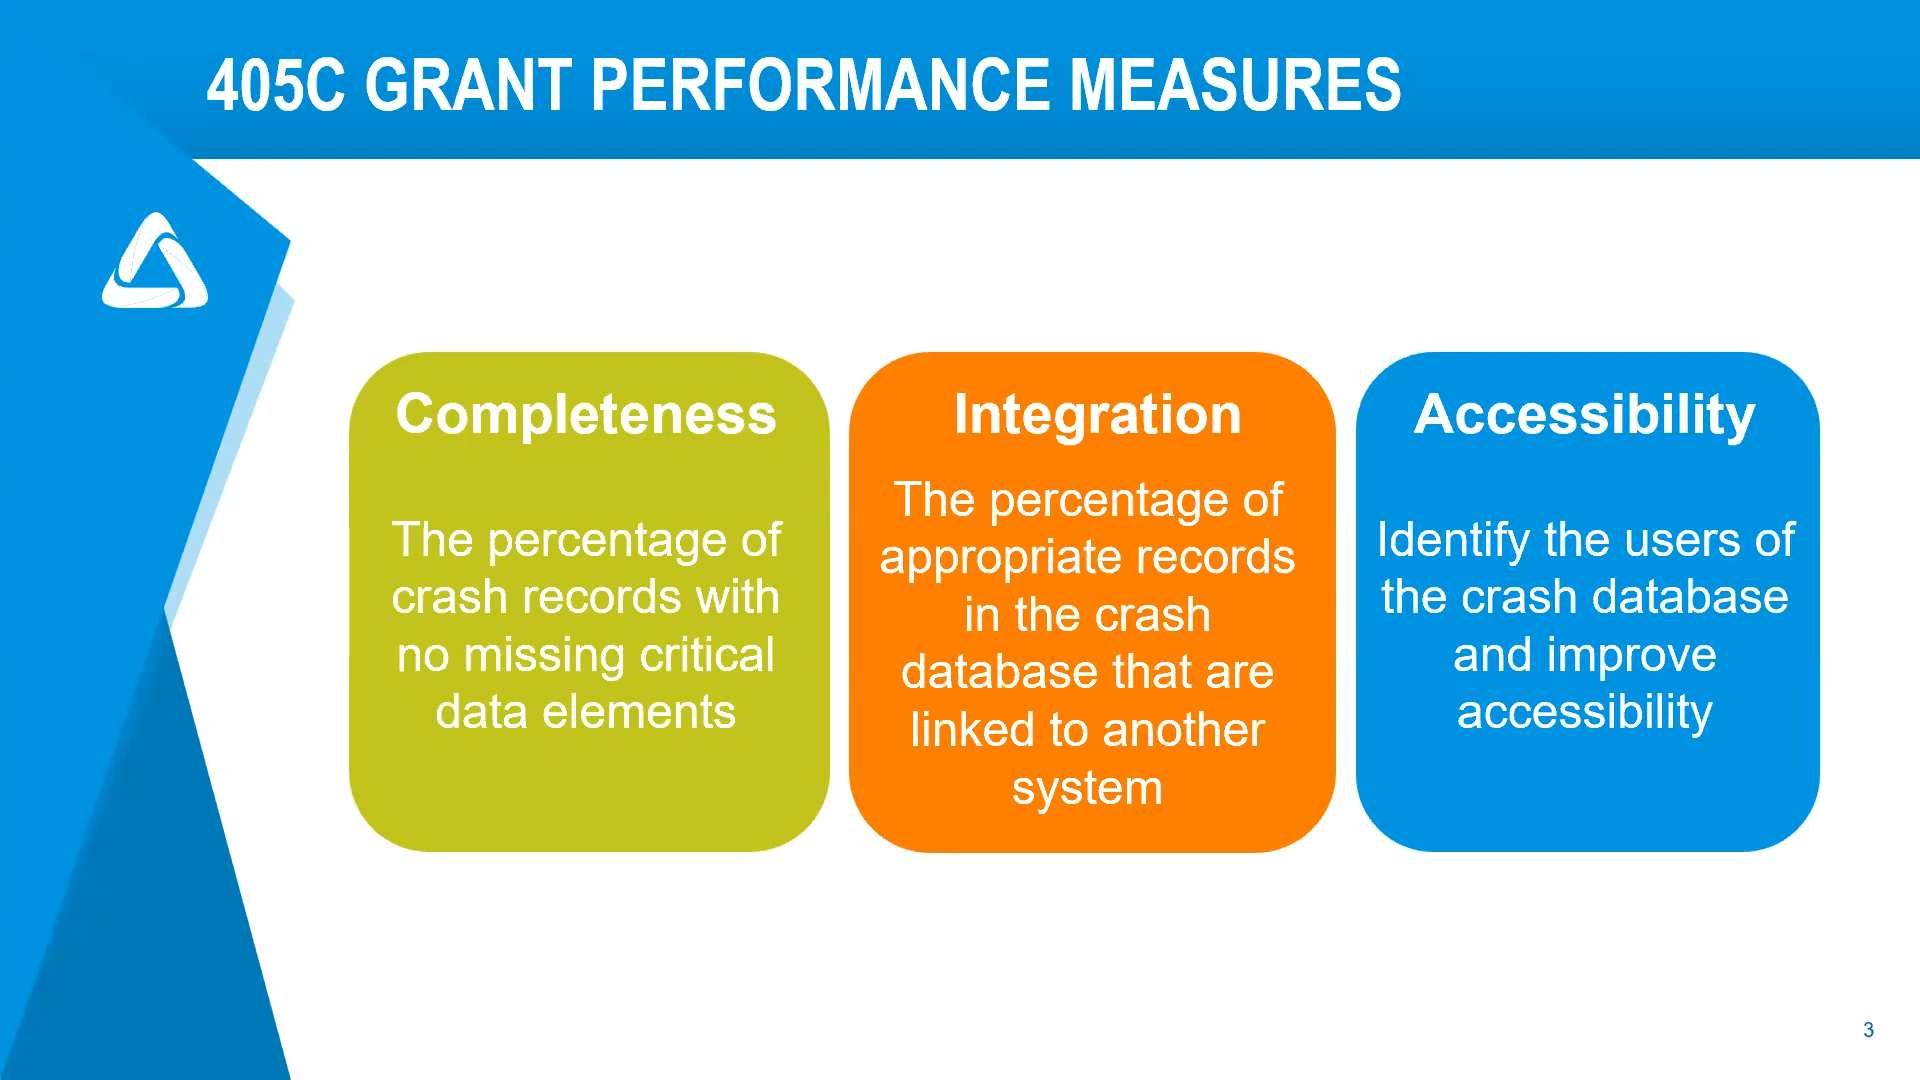 405C GRANT PERFORMANCE MEASURES
Completeness
The percentage of
crash records with
no missing critical
data elements
Integration
The percentage of
appropriate records
in the crash
database that are
linked to another
system
Accessibility
Identify the users of
the crash database
and improve
accessibility
3